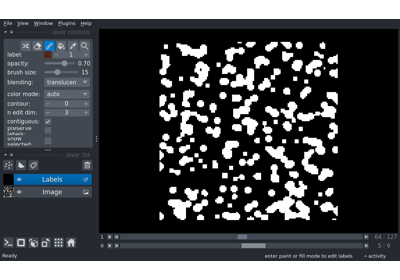 File View Window Plugins Help
layer controls
label: 1
opacity: 0.70
brush size: 15
blending: translucen
color mode: auto
contour: 0
n edit dim: 3
contiguous:
preserve
labels:
show
selected:
layer list
Labels
Image
1 64 127
0 5 9
Ready enter paint or fill mode to edit labels activity